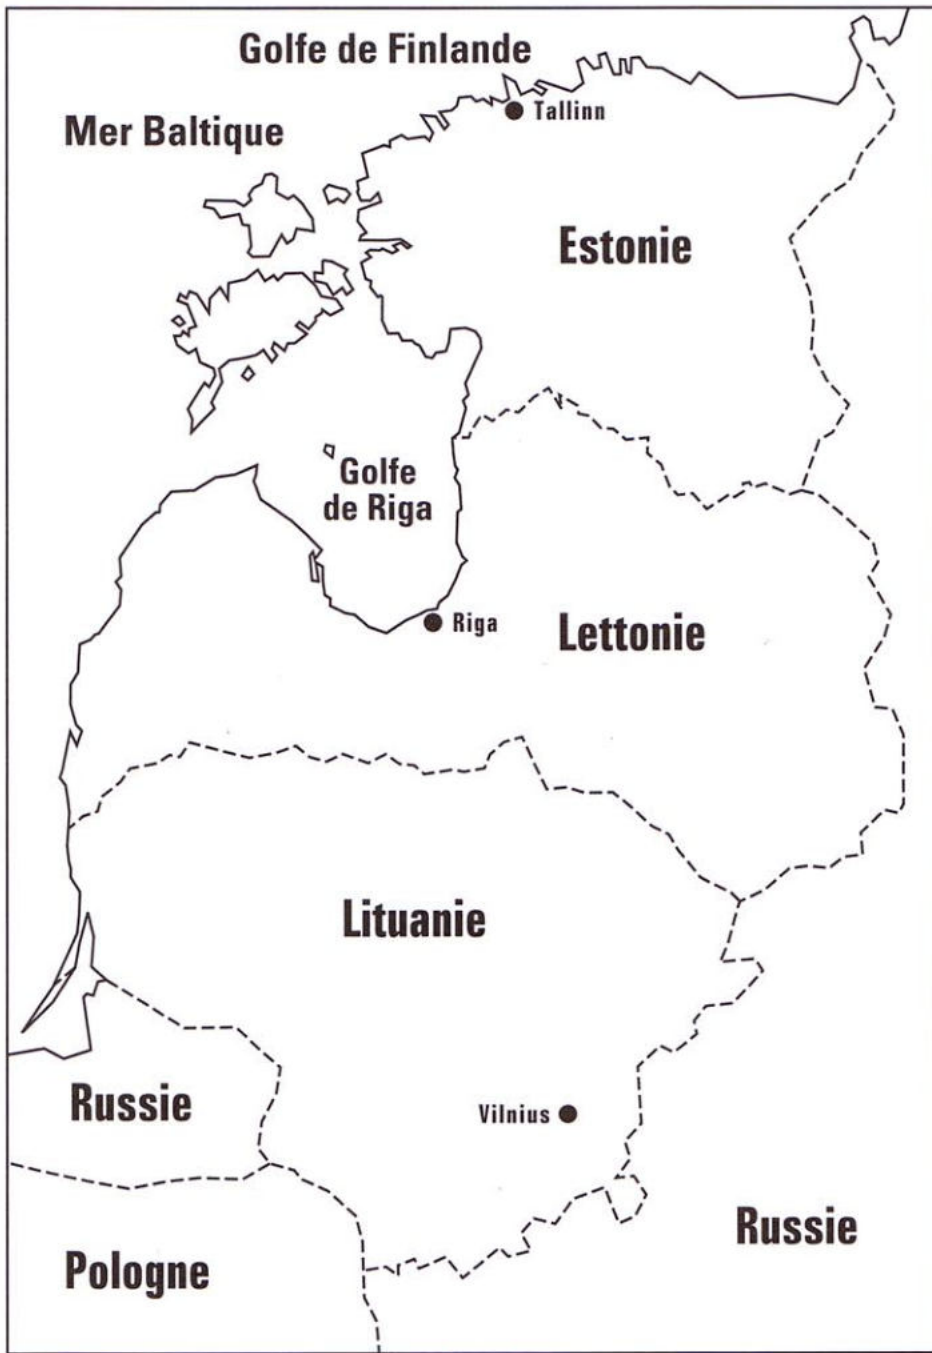 Golfe de Finlande
Mer Baltique
Tallinn
Estonie
Golfe
de Riga
Riga
Lettonie
Lituanie
Russie
Vilnius
Russie
Pologne